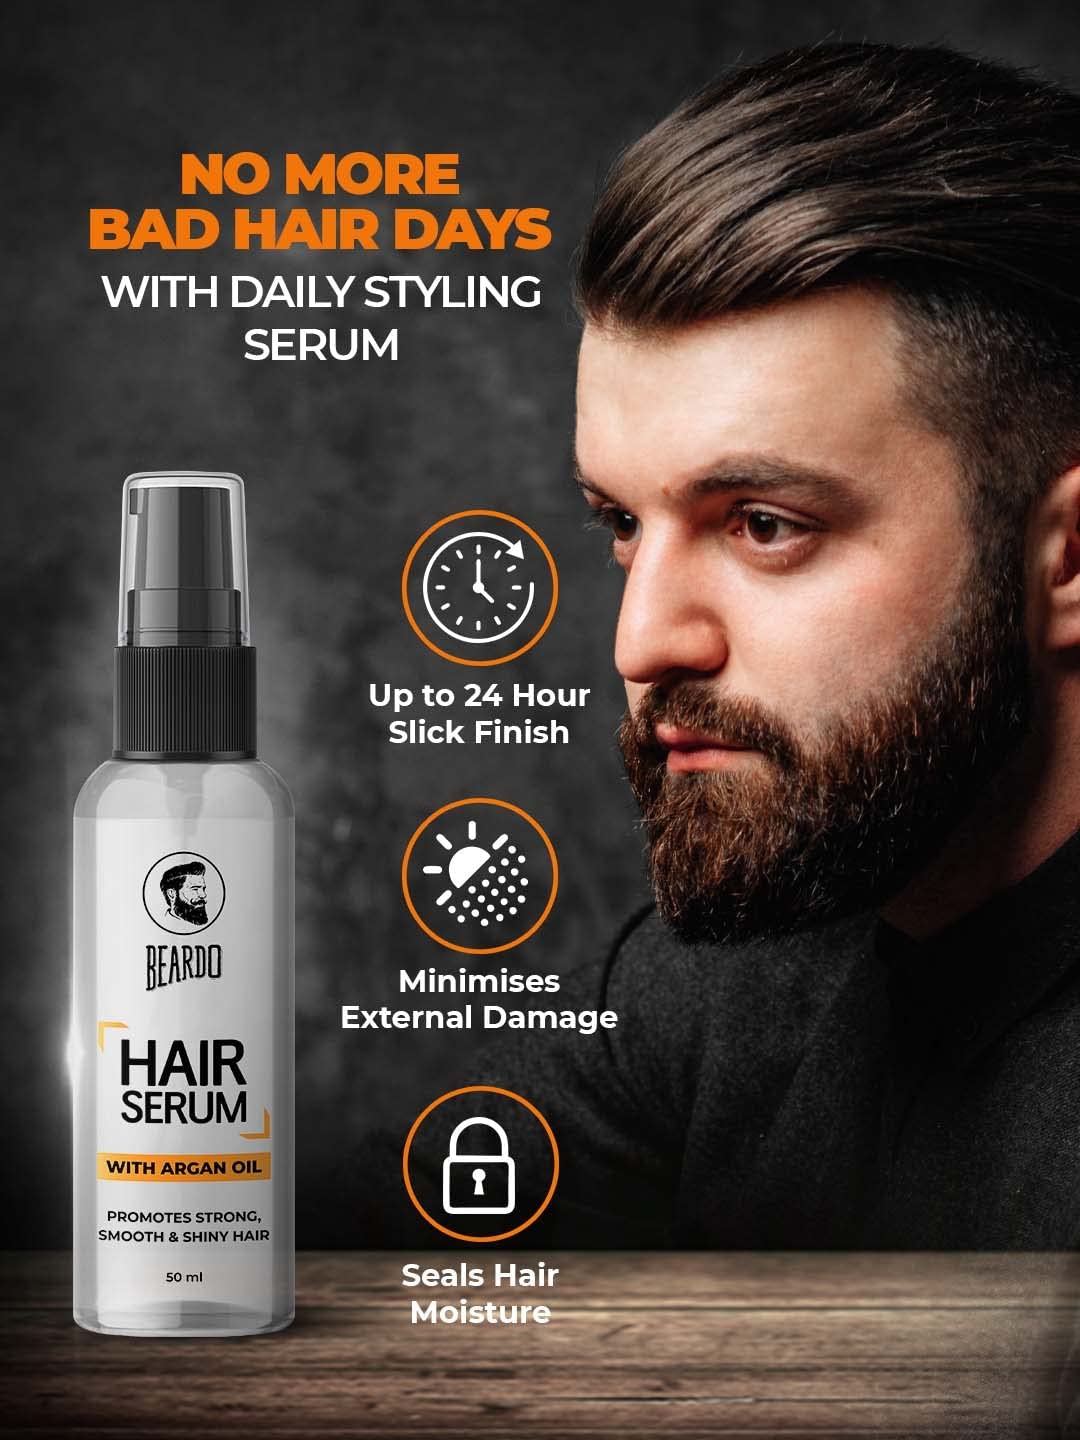 NO MORE
BAD HAIR DAYS
WITH DAILY STYLING
SERUM
Up to 24 Hour
Slick Finish
Minimises
External Damage
Seals Hair
Moisture
BEARDO
HAIR
SERUM
WITH ARGAN OIL
PROMOTES STRONG,
SMOOTH & SHINY HAIR
50 ml